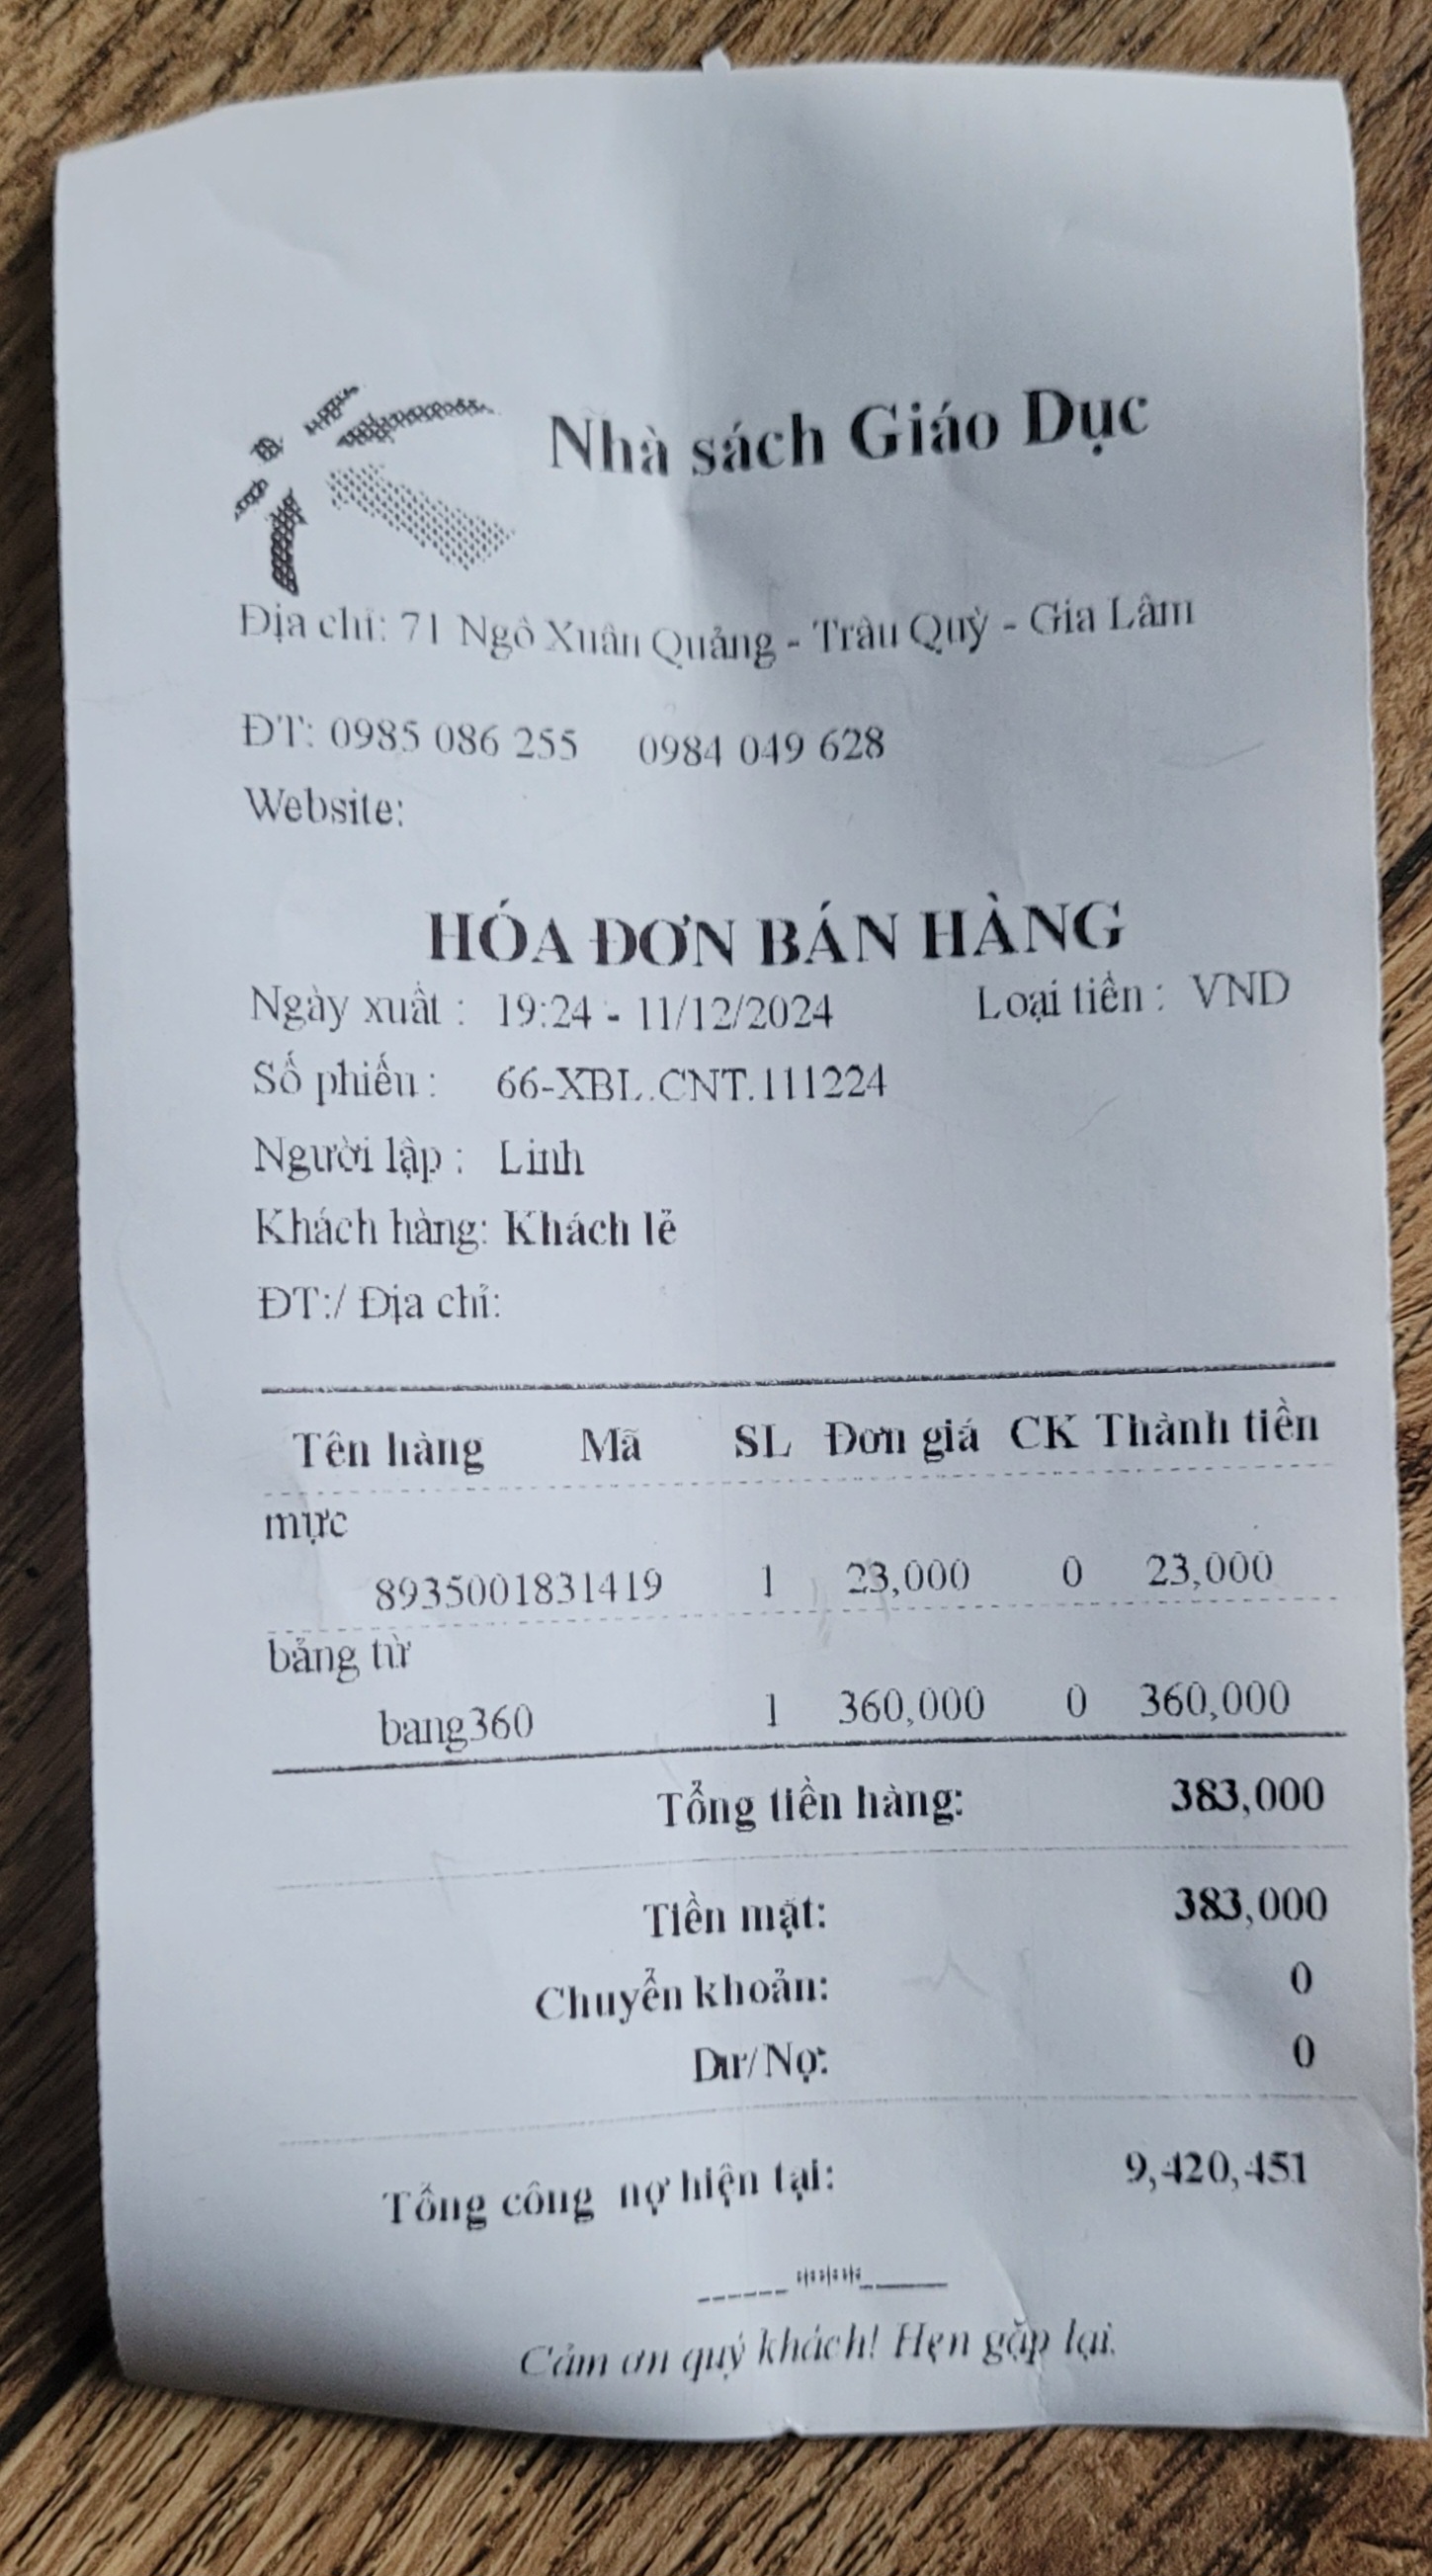 Nhà sách Giáo Dục
Địa chỉ: 71 Ngô Xuân Quảng - Trâu Quỳ - Gia Lâm
ĐT: 0985 086 255 0984 049 628
Website:
HÓA ĐƠN BÁN HÀNG
Ngày xuất : 19:24 - 11/12/2024 Loại tiền : VND
Số phiếu : 66-XBL.CNT.111224
Người lập : Linh
Khách hàng: Khách lẻ
ĐT:/ Địa chỉ:
Tên hàng Mã SL Đơn giá CK Thành tiền
mực
8935001831419 1 23,000 0 23,000
bảng từ
bang360 1 360,000 0 360,000
Tổng tiền hàng: 383,000
Tiền mặt: 383,000
Chuyển khoản: 0
Dư/Nợ: 0
Tổng công nợ hiện tại: 9,420,451
______****______
Cảm ơn quý khách! Hẹn gặp lại.